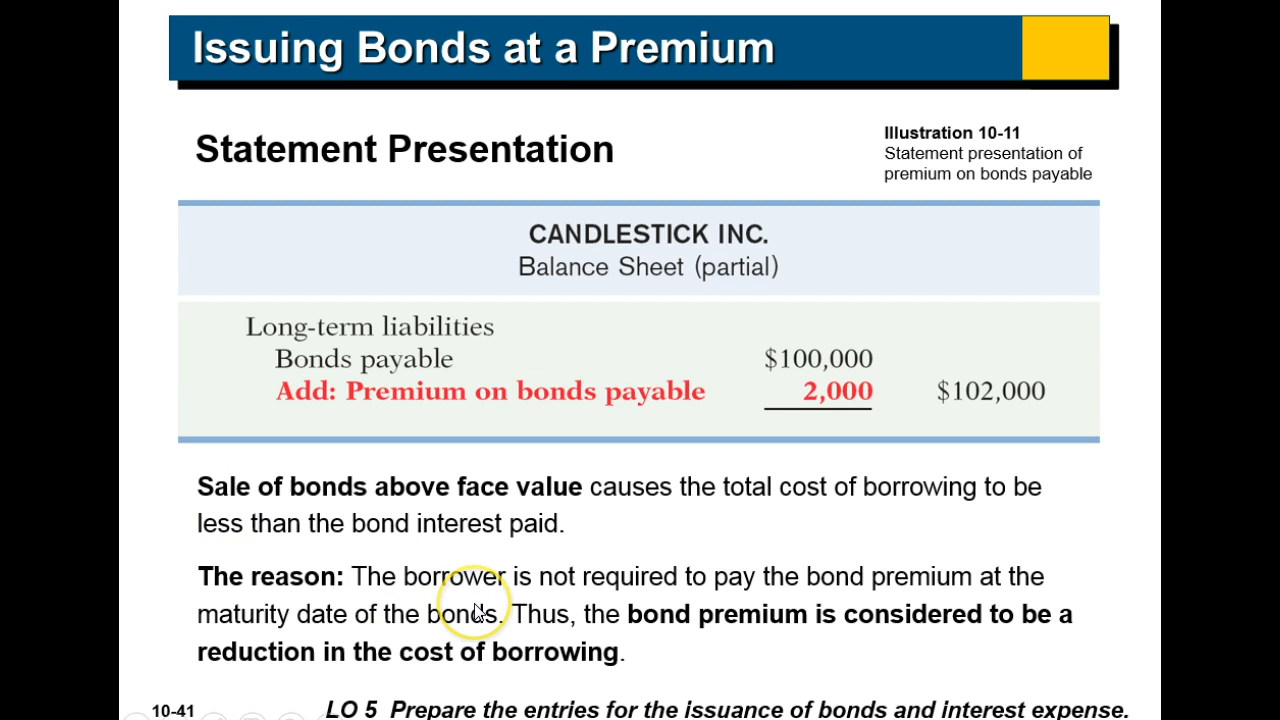 Issuing Bonds at a Premium
Statement Presentation
Illustration 10-11
Statement presentation of
premium on bonds payable
CANDLESTICK INC.
Balance Sheet (partial)
Long-term liabilities
Bonds payable $100,000
Add: Premium on bonds payable 2,000 $102,000
Sale of bonds above face value causes the total cost of borrowing to be
less than the bond interest paid.
The reason: The borrower is not required to pay the bond premium at the
maturity date of the bonds. Thus, the bond premium is considered to be a
reduction in the cost of borrowing.
10-41 LO 5 Prepare the entries for the issuance of bonds and interest expense.